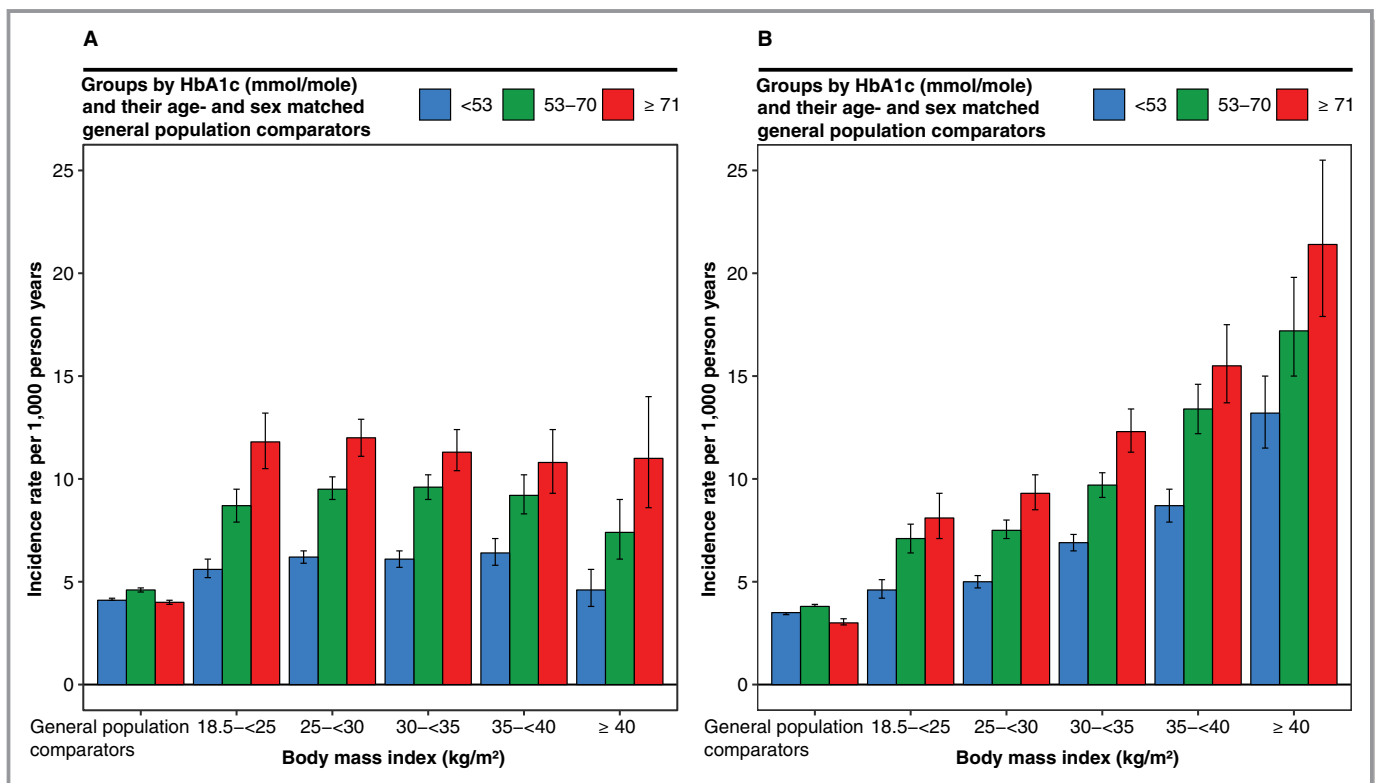 A
Groups by HbA1c (mmol/mole)
and their age- and sex matched
general population comparators
<53
53–70
≥ 71
Incidence rate per 1,000 person years
25
20
15
10
5
0
General population
comparators
18.5–<25
25–<30
30–<35
35–<40
≥ 40
Body mass index (kg/m²)
B
Groups by HbA1c (mmol/mole)
and their age- and sex matched
general population comparators
<53
53–70
≥ 71
Incidence rate per 1,000 person years
25
20
15
10
5
0
General population
comparators
18.5–<25
25–<30
30–<35
35–<40
≥ 40
Body mass index (kg/m²)